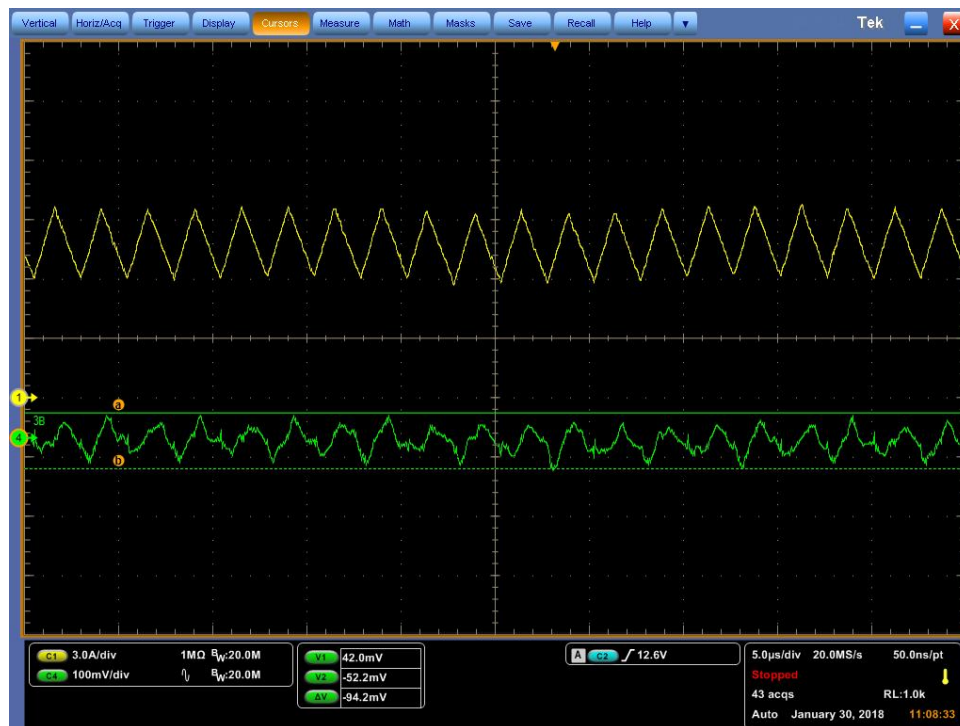 Vertical Horiz/Acq Trigger Display Cursors Measure Math Masks Save Recall Help Tek X
1
a
3B
4
b
C1 3.0A/div 1MΩ BW:20.0M
C4 100mV/div BW:20.0M
V1 42.0mV
V2 -52.2mV
ΔV -94.2mV
A C2 12.6V
5.0μs/div 20.0MS/s 50.0ns/pt
Stopped
43 acqs RL:1.0k
Auto January 30, 2018 11:08:33